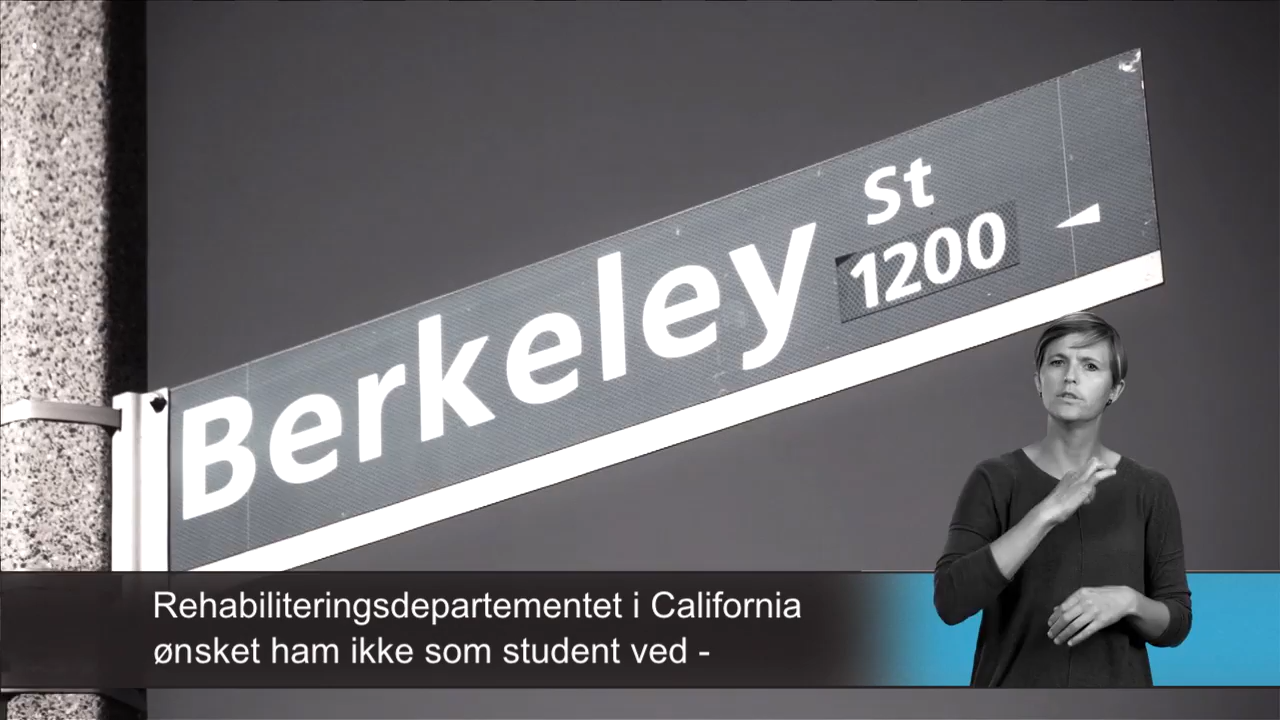 Berkeley St
1200
Rehabiliteringsdepartementet i California
ønsket ham ikke som student ved -